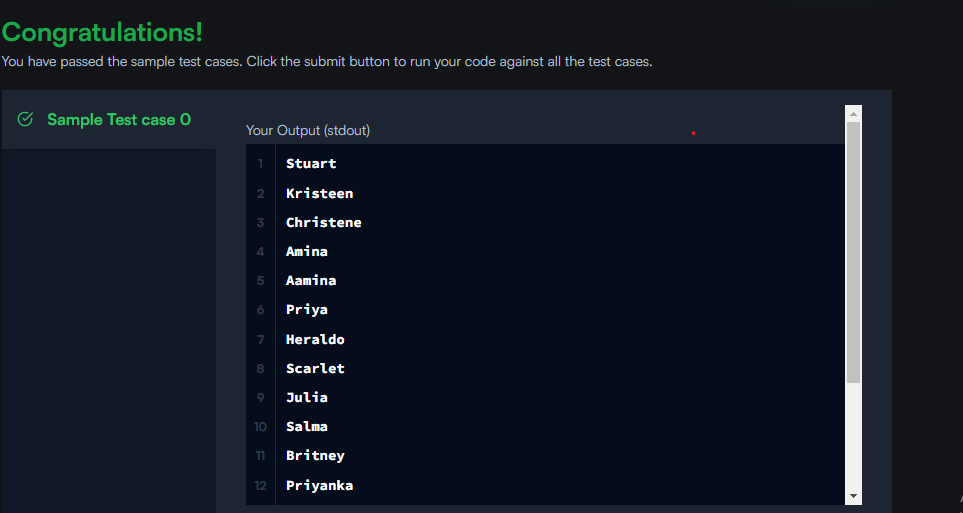 Congratulations!
You have passed the sample test cases. Click the submit button to run your code against all the test cases.
Sample Test case 0
Your Output (stdout)
1 Stuart
2 Kristeen
3 Christene
4 Amina
5 Aamina
6 Priya
7 Heraldo
8 Scarlet
9 Julia
10 Salma
11 Britney
12 Priyanka